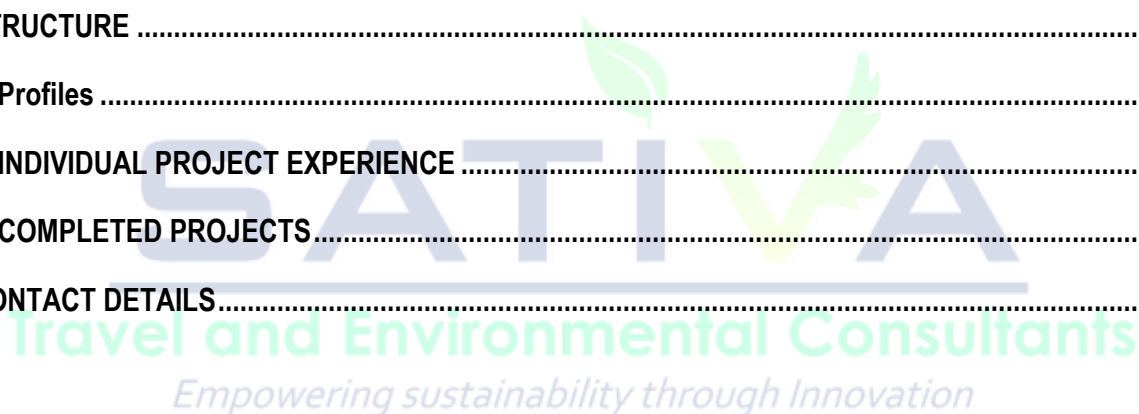 TRUCTURE ................................................................................................................................
Profiles ................................................................................................................................
INDIVIDUAL PROJECT EXPERIENCE ................................................................................
COMPLETED PROJECTS................................................................................................
ONTACT DETAILS................................................................................................................
SATIVA
Travel and Environmental Consultants
Empowering sustainability through Innovation